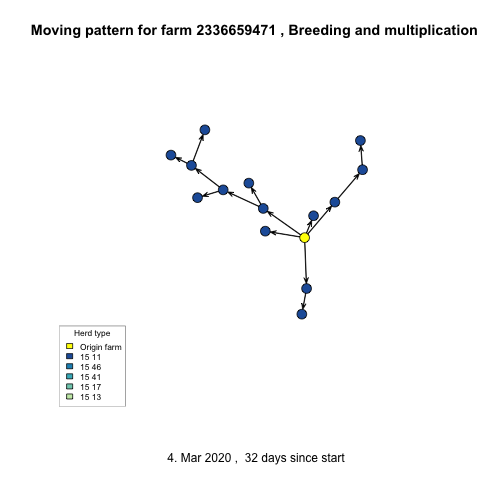 Moving pattern for farm 2336659471 , Breeding and multiplication
Herd type
Origin farm
15 11
15 46
15 41
15 17
15 13
4. Mar 2020 ,  32 days since start